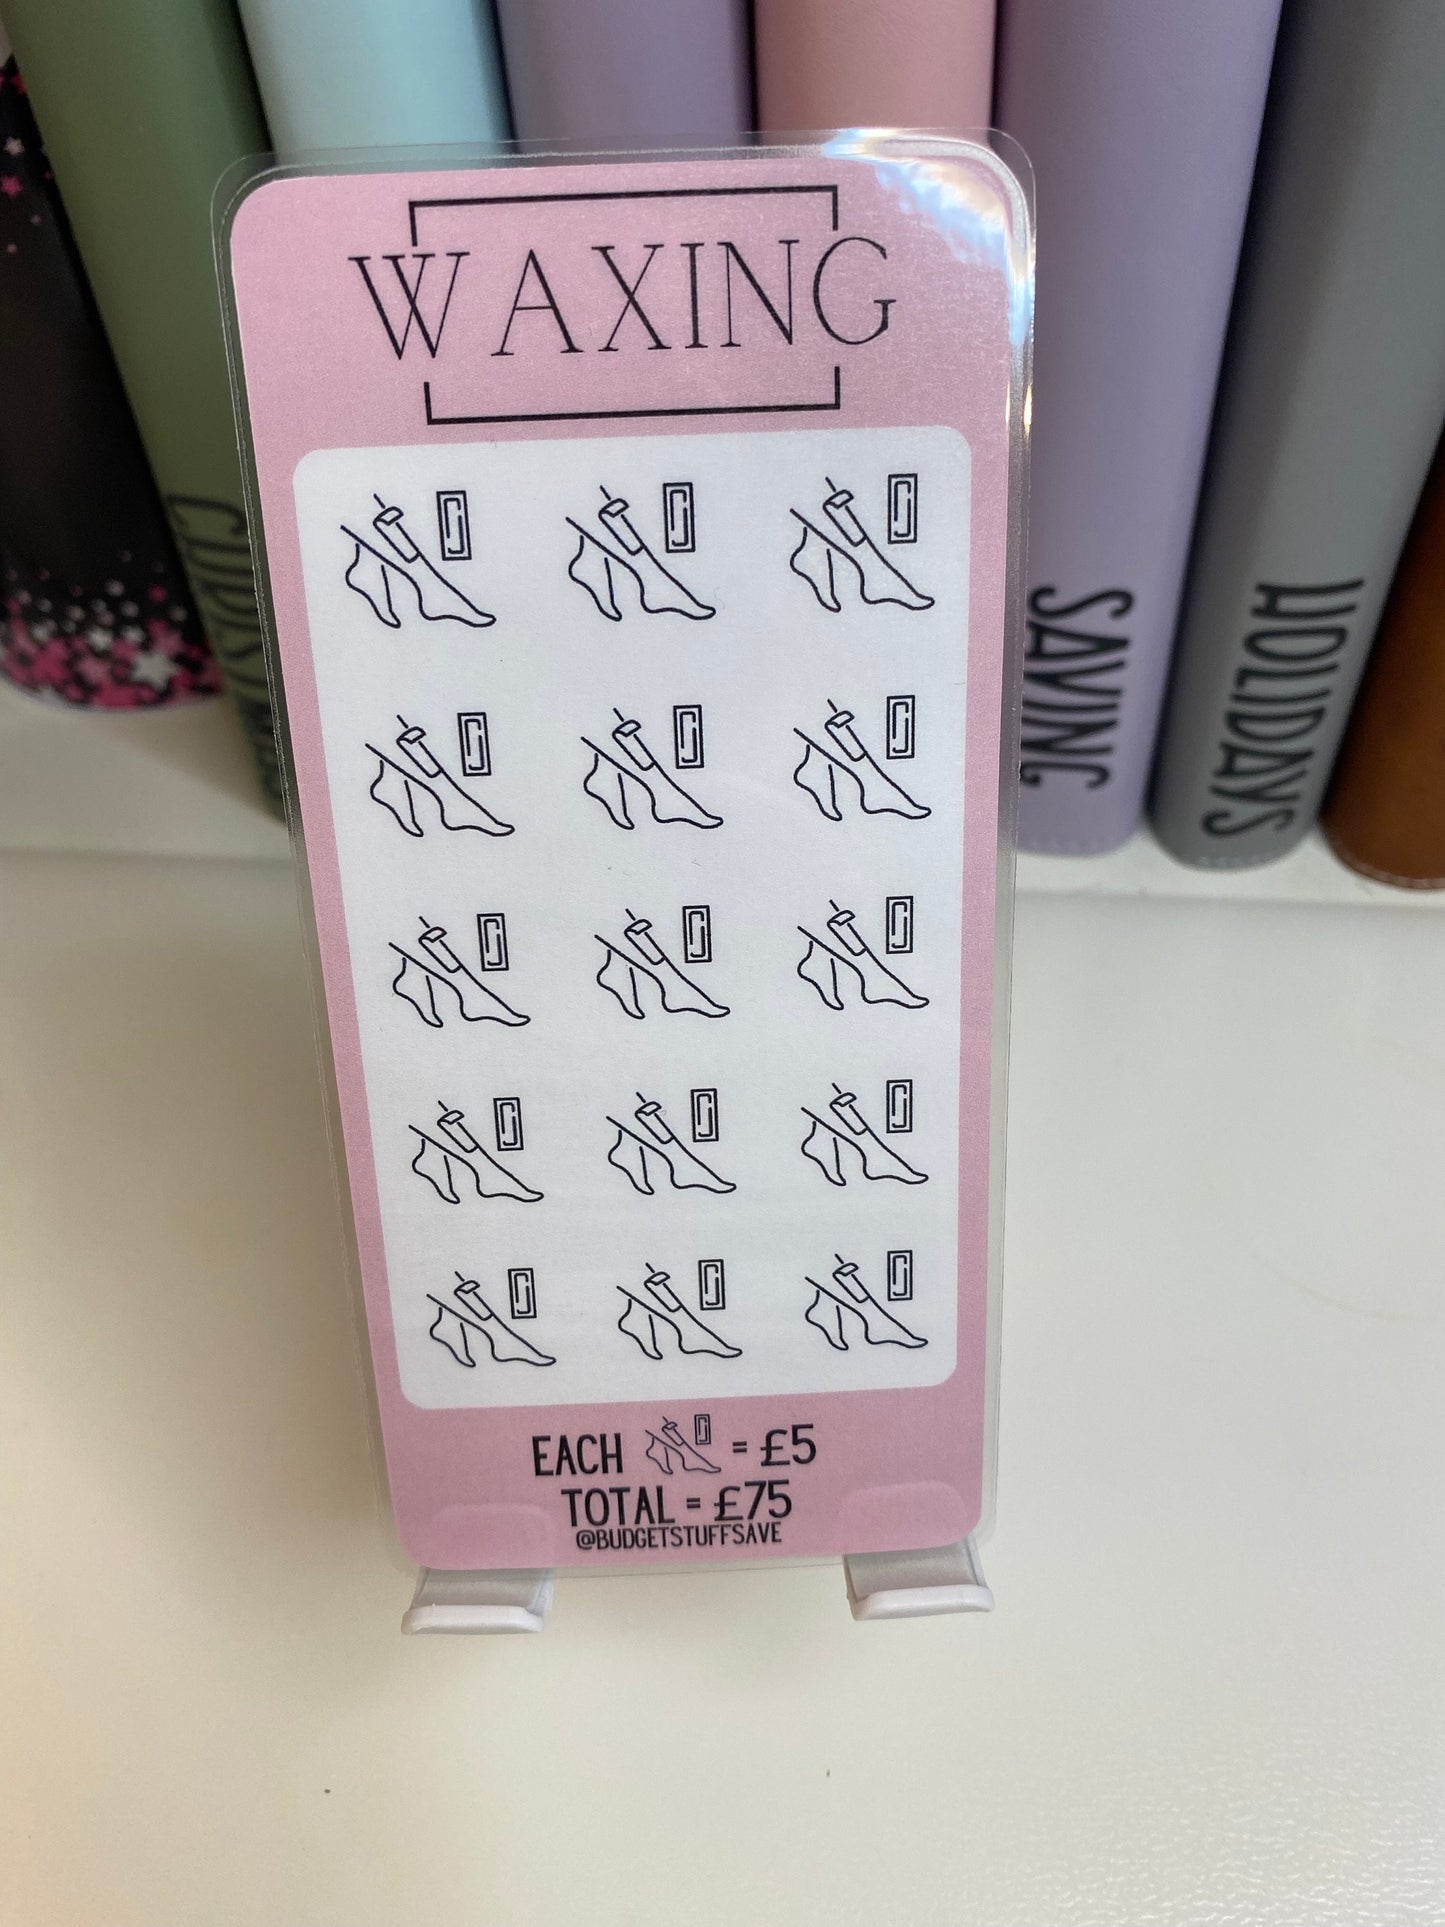 WAXING
EACH = £5
TOTAL = £75
@BUDGETSTUFFSAVE
SAVING
HOLIDAYS